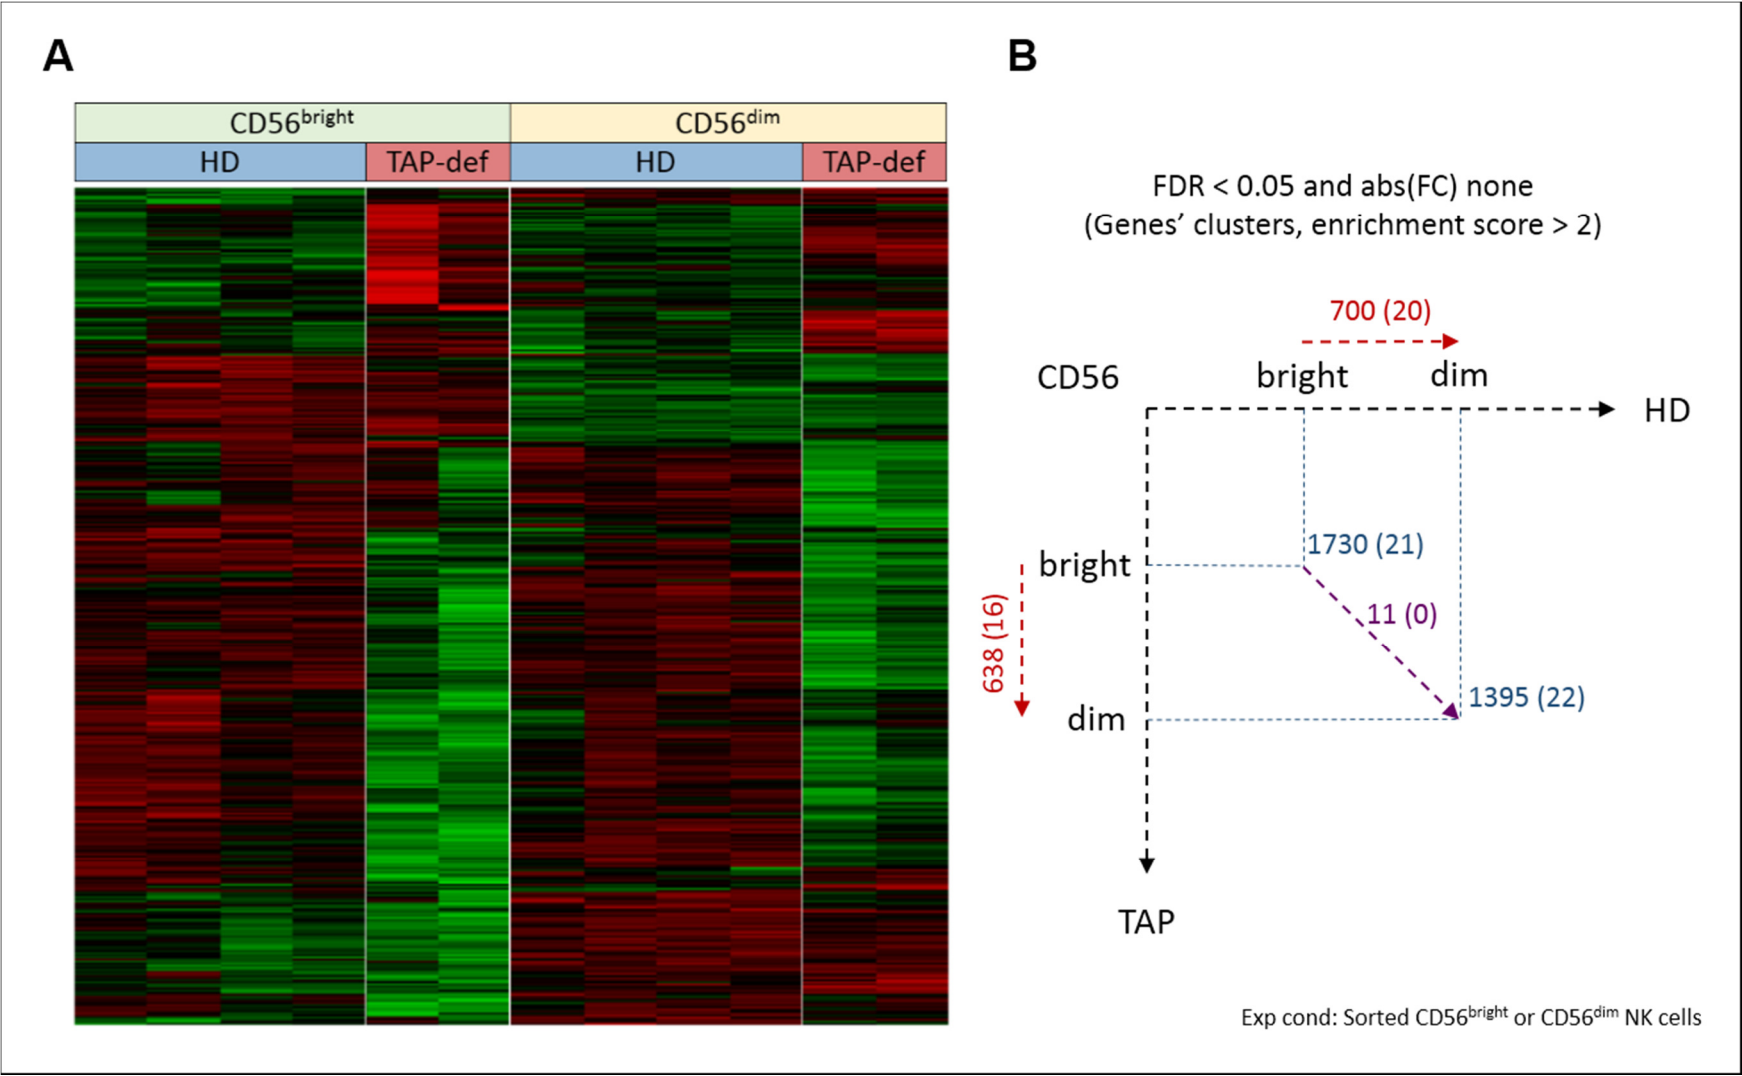 A
B
CD56bright
CD56dim
HD
TAP-def
HD
TAP-def
FDR < 0.05 and abs(FC) none
(Genes’ clusters, enrichment score > 2)
700 (20)
CD56
bright
dim
HD
1730 (21)
bright
638 (16)
11 (0)
1395 (22)
dim
TAP
Exp cond: Sorted CD56bright or CD56dim NK cells